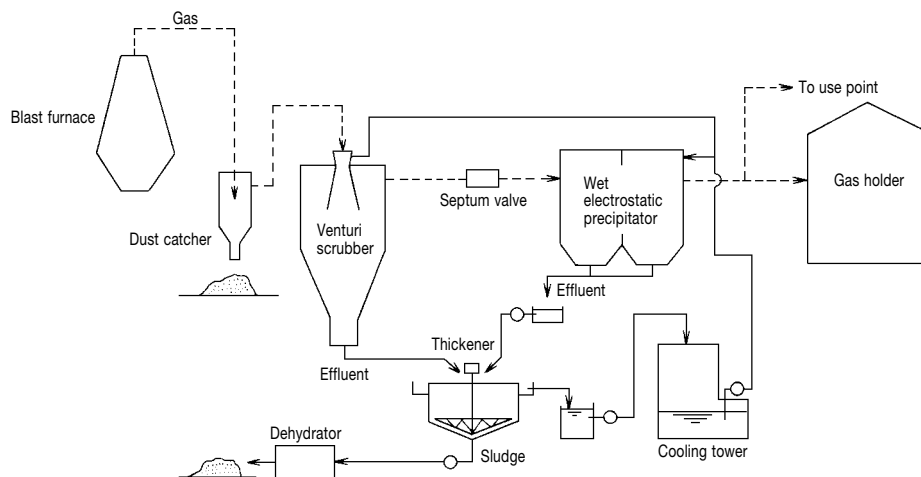 Gas
Blast furnace
To use point
Gas holder
Wet
electrostatic
precipitator
Septum valve
Venturi
scrubber
Dust catcher
Effluent
Thickener
Effluent
Dehydrator
Sludge
Cooling tower